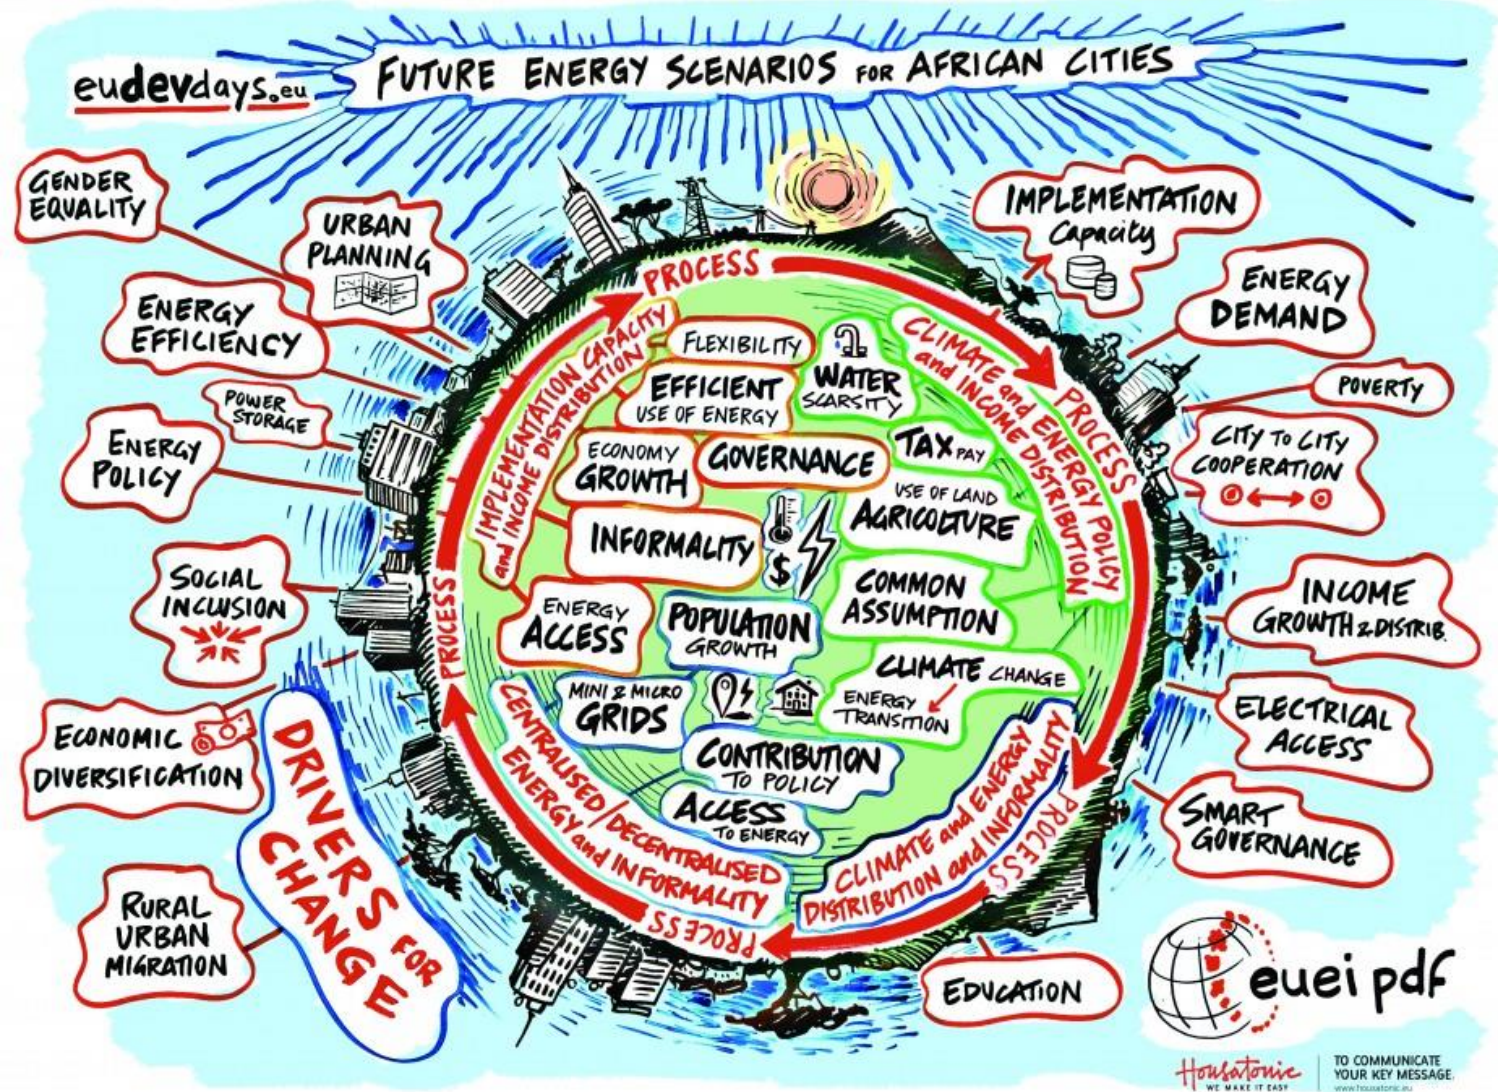 eudevdays.eu
FUTURE ENERGY SCENARIOS FOR AFRICAN CITIES
GENDER
EQUALITY
URBAN
PLANNING
ENERGY
EFFICIENCY
POWER
STORAGE
ENERGY
POLICY
SOCIAL
INCLUSION
ECONOMIC
DIVERSIFICATION
DRIVERS FOR
CHANGE
RURAL
URBAN
MIGRATION
IMPLEMENTATION
Capacity
ENERGY
DEMAND
POVERTY
CITY TO CITY
COOPERATION
INCOME
GROWTH & DISTRIB.
ELECTRICAL
ACCESS
SMART
GOVERNANCE
EDUCATION
PROCESS
PROCESS
PROCESS
PROCESS
PROCESS
IMPLEMENTATION CAPACITY
and INCOME DISTRIBUTION
CLIMATE and ENERGY POLICY
and INCOME DISTRIBUTION
FLEXIBILITY
EFFICIENT
USE OF ENERGY
WATER
SCARSITY
ECONOMY
GROWTH
GOVERNANCE
TAX PAY
USE OF LAND
AGRICOLTURE
INFORMALITY
$
COMMON
ASSUMPTION
ENERGY
ACCESS
POPULATION
GROWTH
CLIMATE CHANGE
ENERGY
TRANSITION
MINI & MICRO
GRIDS
CONTRIBUTION
TO POLICY
ACCESS
TO ENERGY
CENTRALISED/DECENTRALISED
ENERGY and INFORMALITY
CLIMATE and ENERGY
DISTRIBUTION and INFORMALITY
euei pdf
Housatonic
WE MAKE IT EASY
TO COMMUNICATE
YOUR KEY MESSAGE.
www.housatonic.eu